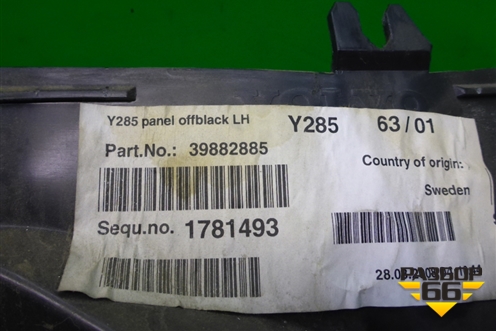 Y285 panel offblack LH
Y285 63/01
Part.No.: 39882885
Country of origin:
Sweden
Sequ.no. 1781493
РАЗБОР
66